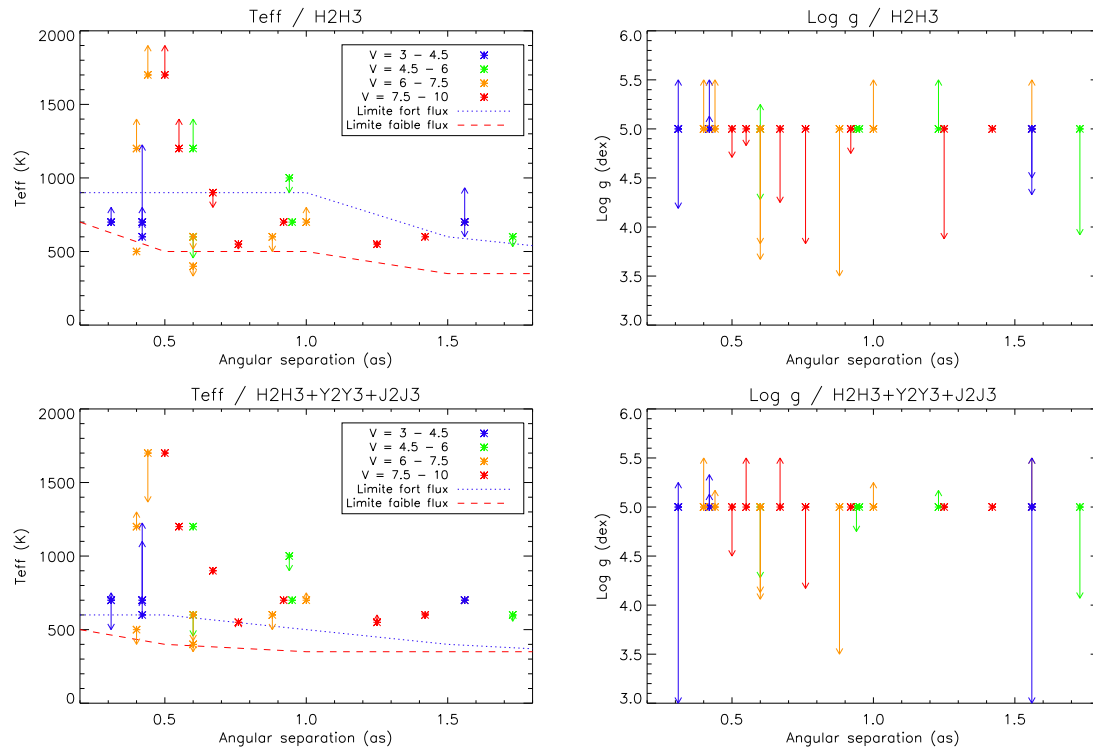 Teff / H2H3
2000
1500
1000
500
0
Teff (K)
V = 3 - 4.5
V = 4.5 - 6
V = 6 - 7.5
V = 7.5 - 10
Limite fort flux
Limite faible flux
0.5
1.0
1.5
Angular separation (as)
Log g / H2H3
6.0
5.5
5.0
4.5
4.0
3.5
3.0
Log g (dex)
0.5
1.0
1.5
Angular separation (as)
Teff / H2H3+Y2Y3+J2J3
2000
1500
1000
500
0
Teff (K)
V = 3 - 4.5
V = 4.5 - 6
V = 6 - 7.5
V = 7.5 - 10
Limite fort flux
Limite faible flux
0.5
1.0
1.5
Angular separation (as)
Log g / H2H3+Y2Y3+J2J3
6.0
5.5
5.0
4.5
4.0
3.5
3.0
Log g (dex)
0.5
1.0
1.5
Angular separation (as)